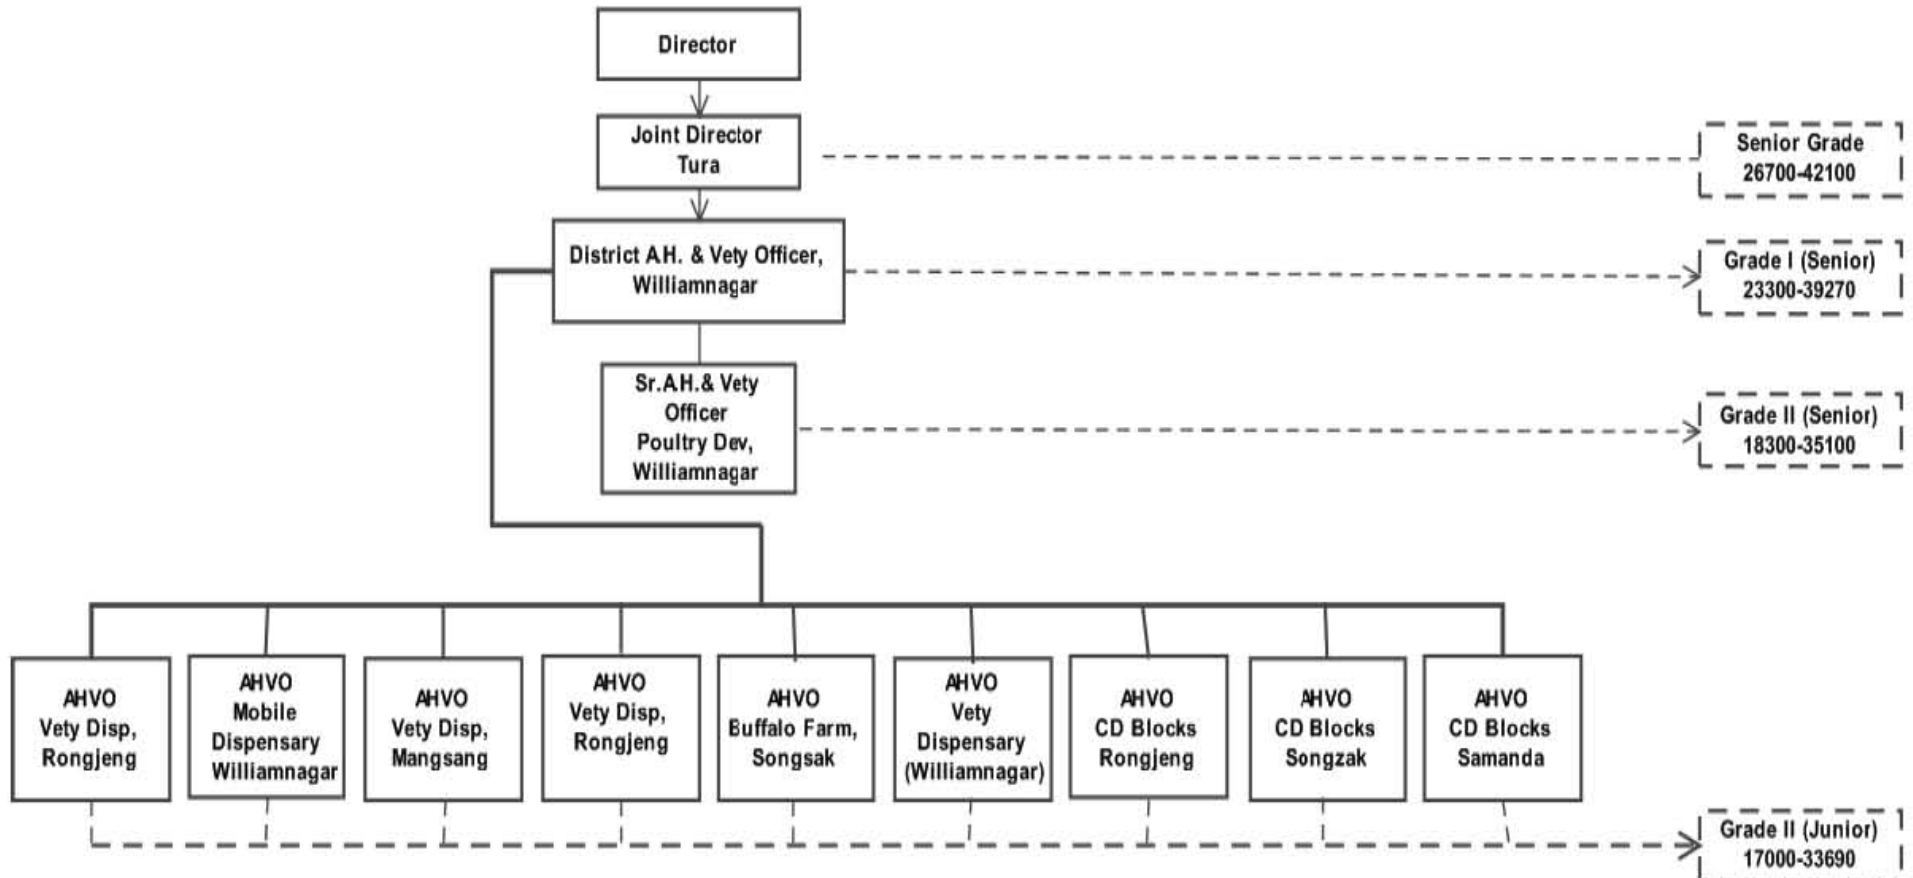 Director
Joint Director
Tura
Senior Grade
26700-42100
District A.H. & Vety Officer,
Williamnagar
Grade I (Senior)
23300-39270
Sr.A.H.& Vety
Officer
Poultry Dev,
Williamnagar
Grade II (Senior)
18300-35100
AHVO
Vety Disp,
Rongjeng
AHVO
Mobile
Dispensary
Williamnagar
AHVO
Vety Disp,
Mangsang
AHVO
Vety Disp,
Rongjeng
AHVO
Buffalo Farm,
Songsak
AHVO
Vety
Dispensary
(Williamnagar)
AHVO
CD Blocks
Rongjeng
AHVO
CD Blocks
Songzak
AHVO
CD Blocks
Samanda
Grade II (Junior)
17000-33690